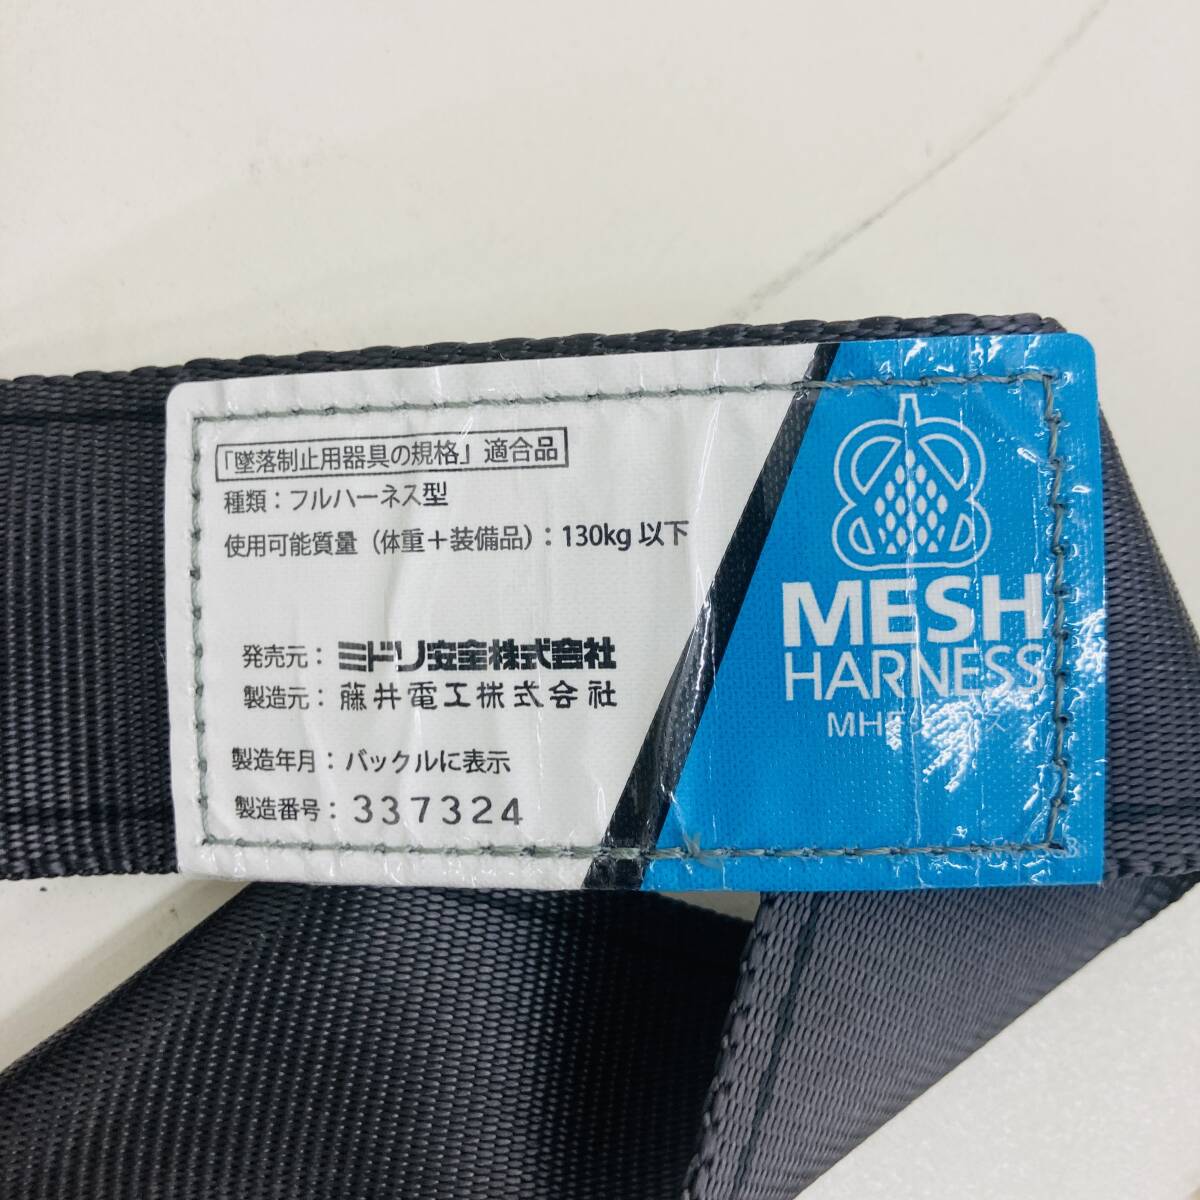 「墜落制止用器具の規格」適合品
種類：フルハーネス型
使用可能質量（体重＋装備品）：130kg 以下
発売元：ミドリ安全株式会社
製造元：藤井電工株式会社
製造年月：バックルに表示
製造番号：337324
MESH
HARNESS